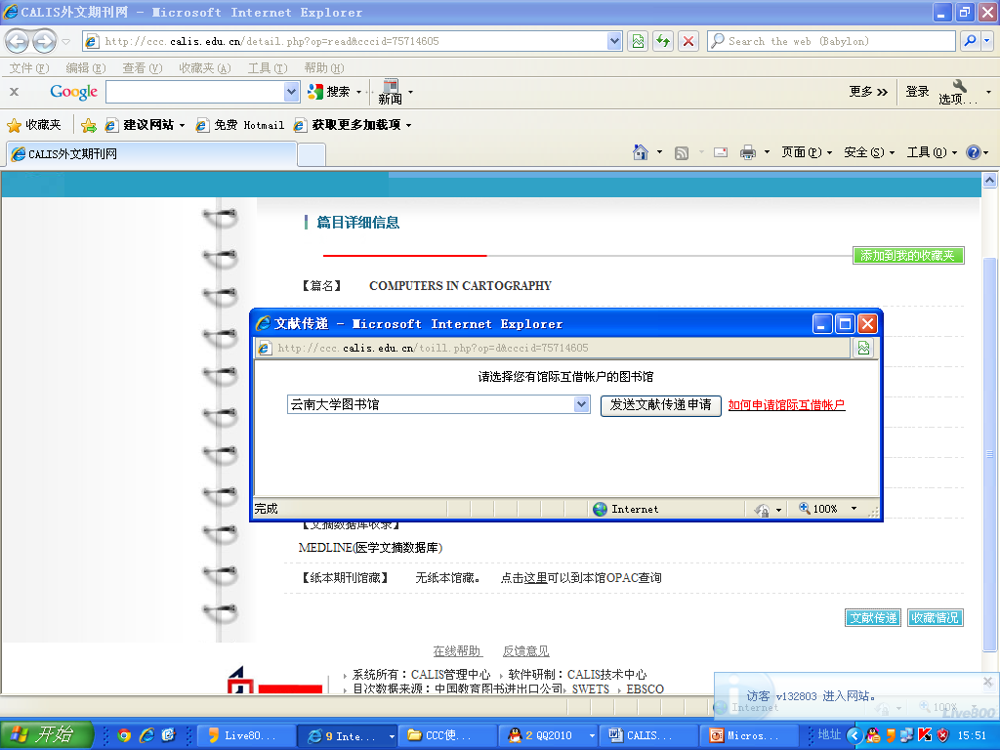 CALIS外文期刊网 - Microsoft Internet Explorer
http://ccc.calis.edu.cn/detail.php?op=read&cccid=75714605
Search the web (Babylon)
文件(F) 编辑(E) 查看(V) 收藏夹(A) 工具(T) 帮助(H)
x Google 搜索 新闻 更多 >> 登录 选项...
收藏夹 建议网站 免费 Hotmail 获取更多加载项
CALIS外文期刊网 页面(P) 安全(S) 工具(O)
篇目详细信息
添加到我的收藏夹
【篇名】 COMPUTERS IN CARTOGRAPHY
文献传递 - Microsoft Internet Explorer
http://ccc.calis.edu.cn/toill.php?op=d&cccid=75714605
请选择您有馆际互借帐户的图书馆
云南大学图书馆 发送文献传递申请 如何申请馆际互借帐户
完成 Internet 100%
【文摘数据库收录】
MEDLINE(医学文摘数据库)
【纸本期刊馆藏】 无纸本馆藏。 点击这里可以到本馆OPAC查询
文献传递 收藏情况
在线帮助 反馈意见
系统所有：CALIS管理中心 软件研制：CALIS技术中心
目次数据来源：中国教育图书进出口公司 SWETS EBSCO
访客 v132803 进入网站。
Internet 100%
Live800
开始 Live80... 9 Inte... CCC使... 2 QQ2010 CALIS... Micros... 地址 15:51